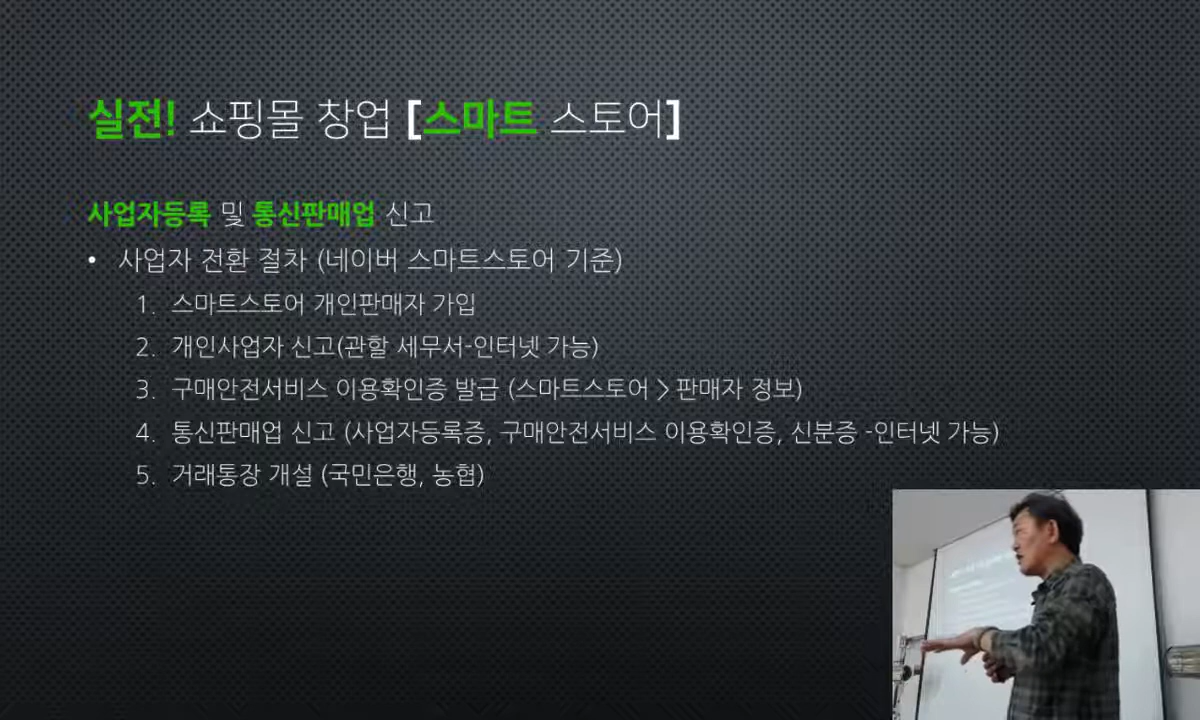 실전! 쇼핑몰 창업 [스마트 스토어]
사업자등록 및 통신판매업 신고
• 사업자 전환 절차 (네이버 스마트스토어 기준)
1. 스마트스토어 개인판매자 가입
2. 개인사업자 신고(관할 세무서-인터넷 가능)
3. 구매안전서비스 이용확인증 발급 (스마트스토어 > 판매자 정보)
4. 통신판매업 신고 (사업자등록증, 구매안전서비스 이용확인증, 신분증 -인터넷 가능)
5. 거래통장 개설 (국민은행, 농협)